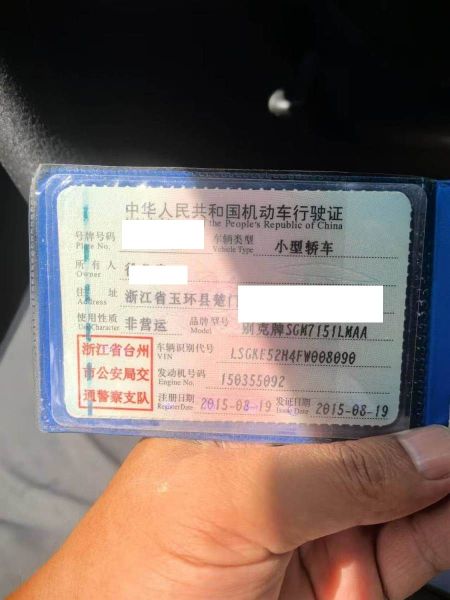 中华人民共和国机动车行驶证
of the People's Republic of China
号牌号码 车辆类型 小型轿车
Plate No. Vehicle Type
所有人
Owner
住址 浙江省玉环县楚门
Address
使用性质 非营运 品牌型号 别克牌SGM7151LMAA
Use Character Model
浙江省台州
市公安局交
通警察支队
车辆识别代号 LSGKE52H4FW008090
VIN
发动机号码 150355092
Engine No.
注册日期 2015-08-19 发证日期 2015-08-19
Register Date Issue Date